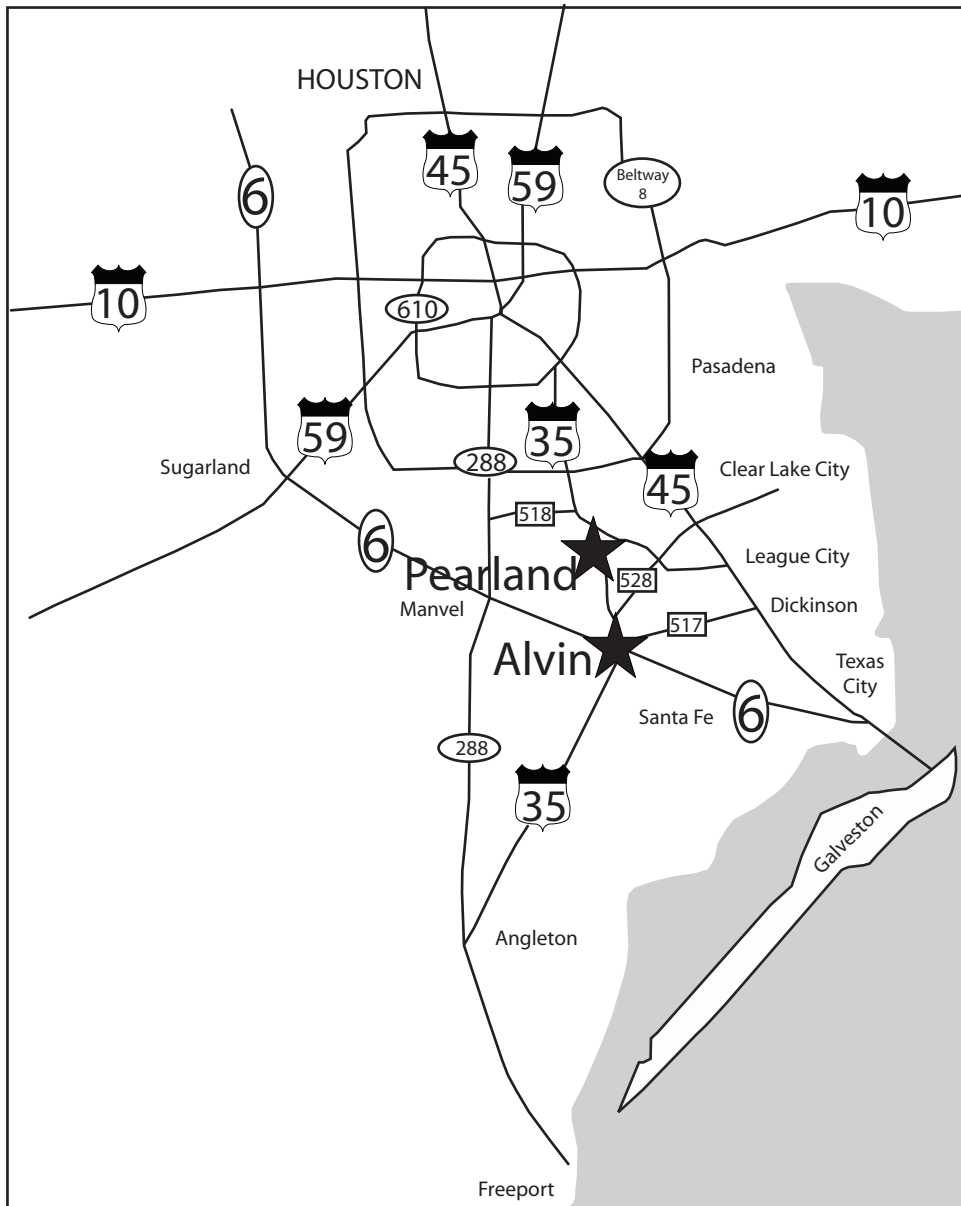 HOUSTON
45
59
Beltway
8
6
10
10
610
Pasadena
59
35
Sugarland
288
45
Clear Lake City
518
6
League City
Pearland
528
Manvel
Dickinson
517
Alvin
Texas
City
Santa Fe
6
288
35
Galveston
Angleton
Freeport